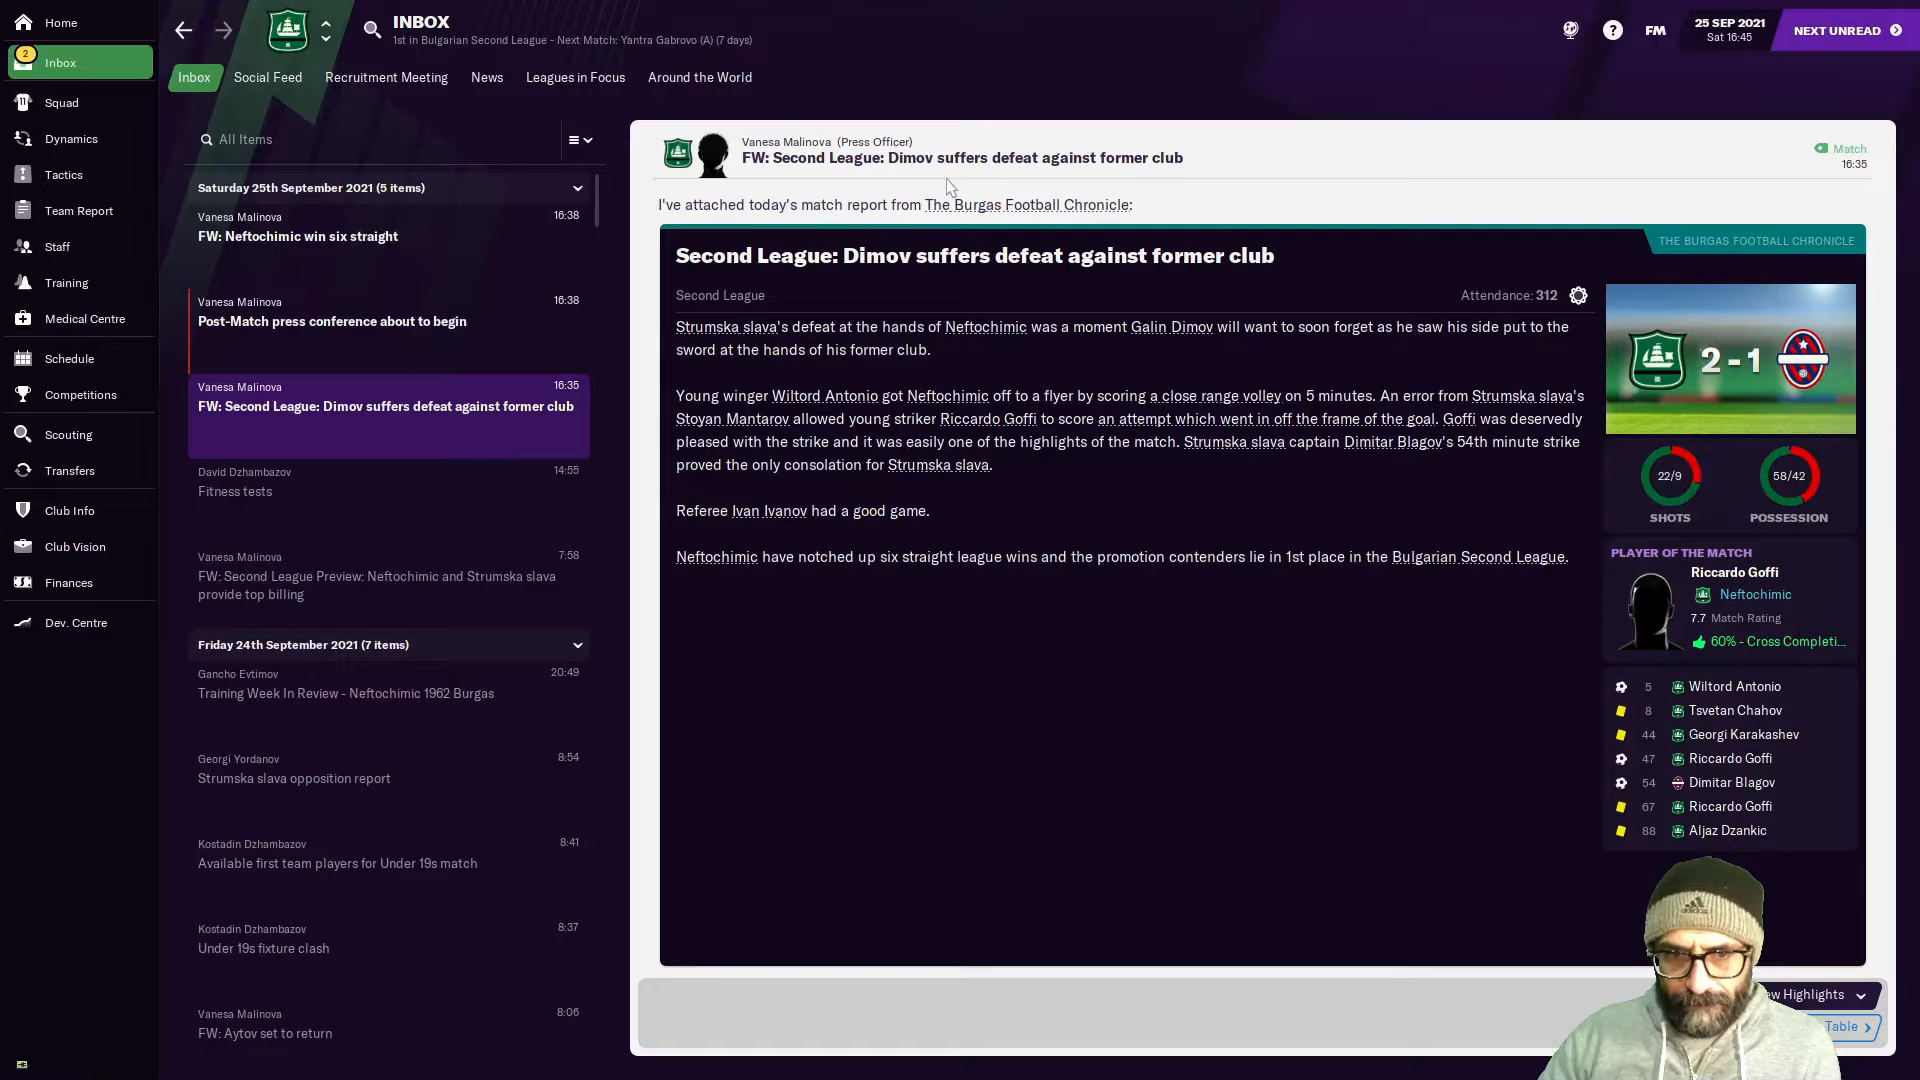 Home
INBOX
1st in Bulgarian Second League - Next Match: Yantra Gabrovo (A) (7 days)
FM
25 SEP 2021
Sat 16:45
NEXT UNREAD
2
Inbox
Squad
Dynamics
Tactics
Team Report
Staff
Training
Medical Centre
Schedule
Competitions
Scouting
Transfers
Club Info
Club Vision
Finances
Dev. Centre
Inbox
Social Feed
Recruitment Meeting
News
Leagues in Focus
Around the World
All Items
Saturday 25th September 2021 (5 items)
Vanesa Malinova 16:38
FW: Neftochimic win six straight
Vanesa Malinova 16:38
Post-Match press conference about to begin
Vanesa Malinova 16:35
FW: Second League: Dimov suffers defeat against former club
David Dzhambazov 14:55
Fitness tests
Vanesa Malinova 7:58
FW: Second League Preview: Neftochimic and Strumska slava
provide top billing
Friday 24th September 2021 (7 items)
Gancho Evtimov 20:49
Training Week In Review - Neftochimic 1962 Burgas
Georgi Yordanov 8:54
Strumska slava opposition report
Kostadin Dzhambazov 8:41
Available first team players for Under 19s match
Kostadin Dzhambazov 8:37
Under 19s fixture clash
Vanesa Malinova 8:06
FW: Aytov set to return
Vanesa Malinova (Press Officer)
FW: Second League: Dimov suffers defeat against former club
Match
16:35
I've attached today's match report from The Burgas Football Chronicle:
THE BURGAS FOOTBALL CHRONICLE
Second League: Dimov suffers defeat against former club
Second League
Attendance: 312
Strumska slava's defeat at the hands of Neftochimic was a moment Galin Dimov will want to soon forget as he saw his side put to the
sword at the hands of his former club.
Young winger Wiltord Antonio got Neftochimic off to a flyer by scoring a close range volley on 5 minutes. An error from Strumska slava's
Stoyan Mantarov allowed young striker Riccardo Goffi to score an attempt which went in off the frame of the goal. Goffi was deservedly
pleased with the strike and it was easily one of the highlights of the match. Strumska slava captain Dimitar Blagov's 54th minute strike
proved the only consolation for Strumska slava.
Referee Ivan Ivanov had a good game.
Neftochimic have notched up six straight league wins and the promotion contenders lie in 1st place in the Bulgarian Second League.
2 - 1
22/9
SHOTS
58/42
POSSESSION
PLAYER OF THE MATCH
Riccardo Goffi
Neftochimic
7.7 Match Rating
60% - Cross Completi...
5 Wiltord Antonio
8 Tsvetan Chahov
44 Georgi Karakashev
47 Riccardo Goffi
54 Dimitar Blagov
67 Riccardo Goffi
88 Aljaz Dzankic
adidas
ew Highlights
Table